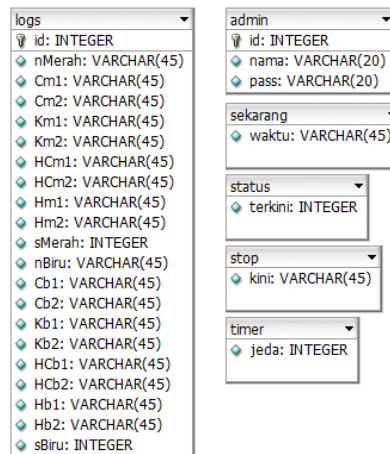 logs
id: INTEGER
nMerah: VARCHAR(45)
Cm1: VARCHAR(45)
Cm2: VARCHAR(45)
Km1: VARCHAR(45)
Km2: VARCHAR(45)
HCm1: VARCHAR(45)
HCm2: VARCHAR(45)
Hm1: VARCHAR(45)
Hm2: VARCHAR(45)
sMerah: INTEGER
nBiru: VARCHAR(45)
Cb1: VARCHAR(45)
Cb2: VARCHAR(45)
Kb1: VARCHAR(45)
Kb2: VARCHAR(45)
HCb1: VARCHAR(45)
HCb2: VARCHAR(45)
Hb1: VARCHAR(45)
Hb2: VARCHAR(45)
sBiru: INTEGER
admin
id: INTEGER
nama: VARCHAR(20)
pass: VARCHAR(20)
sekarang
waktu: VARCHAR(45)
status
terkini: INTEGER
stop
kini: VARCHAR(45)
timer
jeda: INTEGER